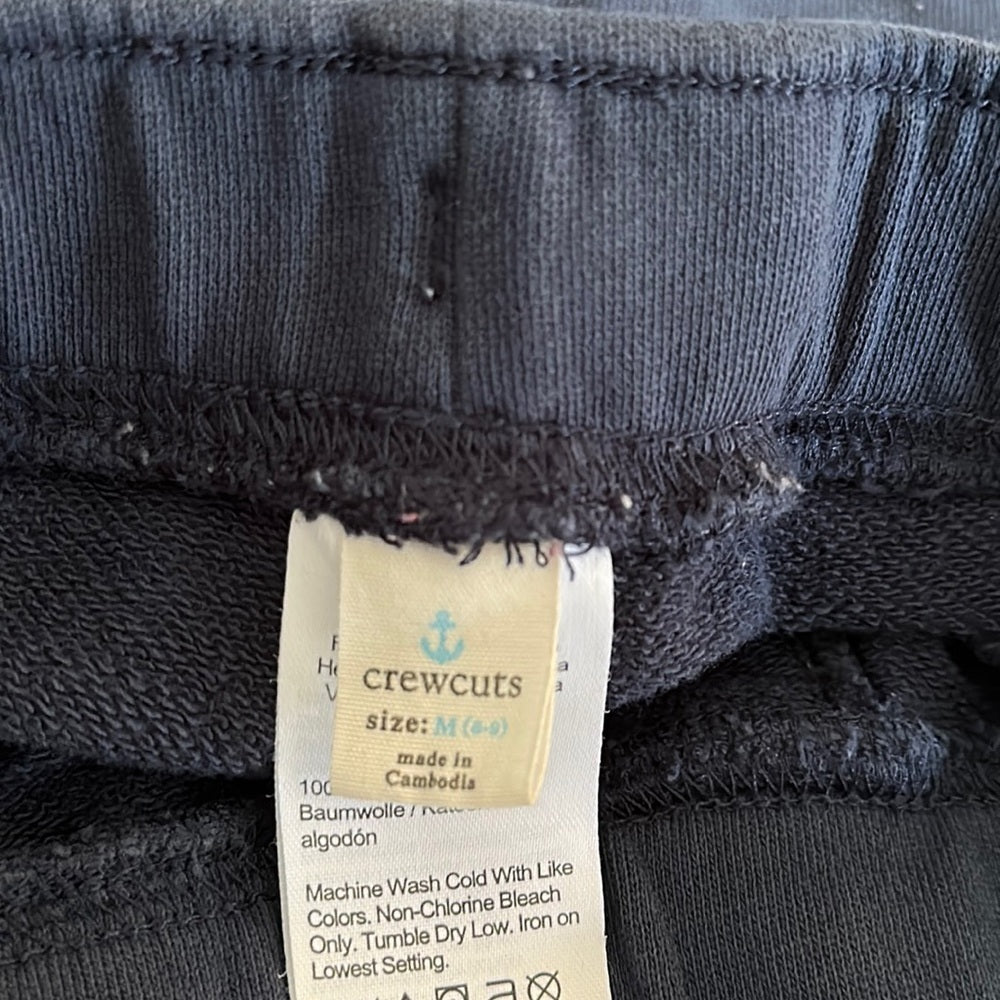 crewcuts
size: M (8-9)
made in
Cambodia
100
Baumwolle /
algodón
Machine Wash Cold With Like
Colors. Non-Chlorine Bleach
Only. Tumble Dry Low. Iron on
Lowest Setting.